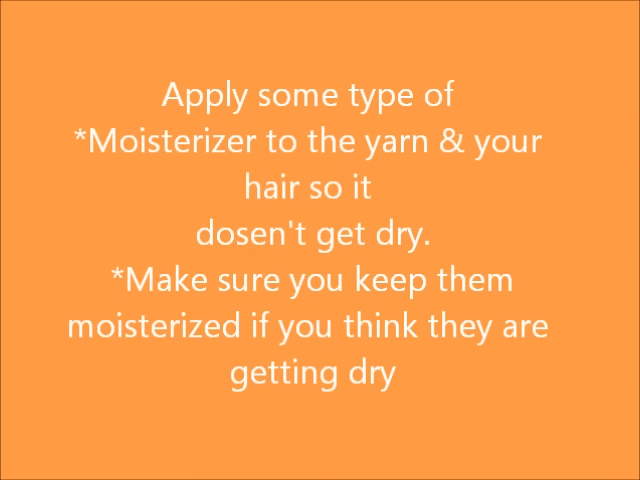 Apply some type of
*Moisterizer to the yarn & your
hair so it
dosen't get dry.
*Make sure you keep them
moisterized if you think they are
getting dry